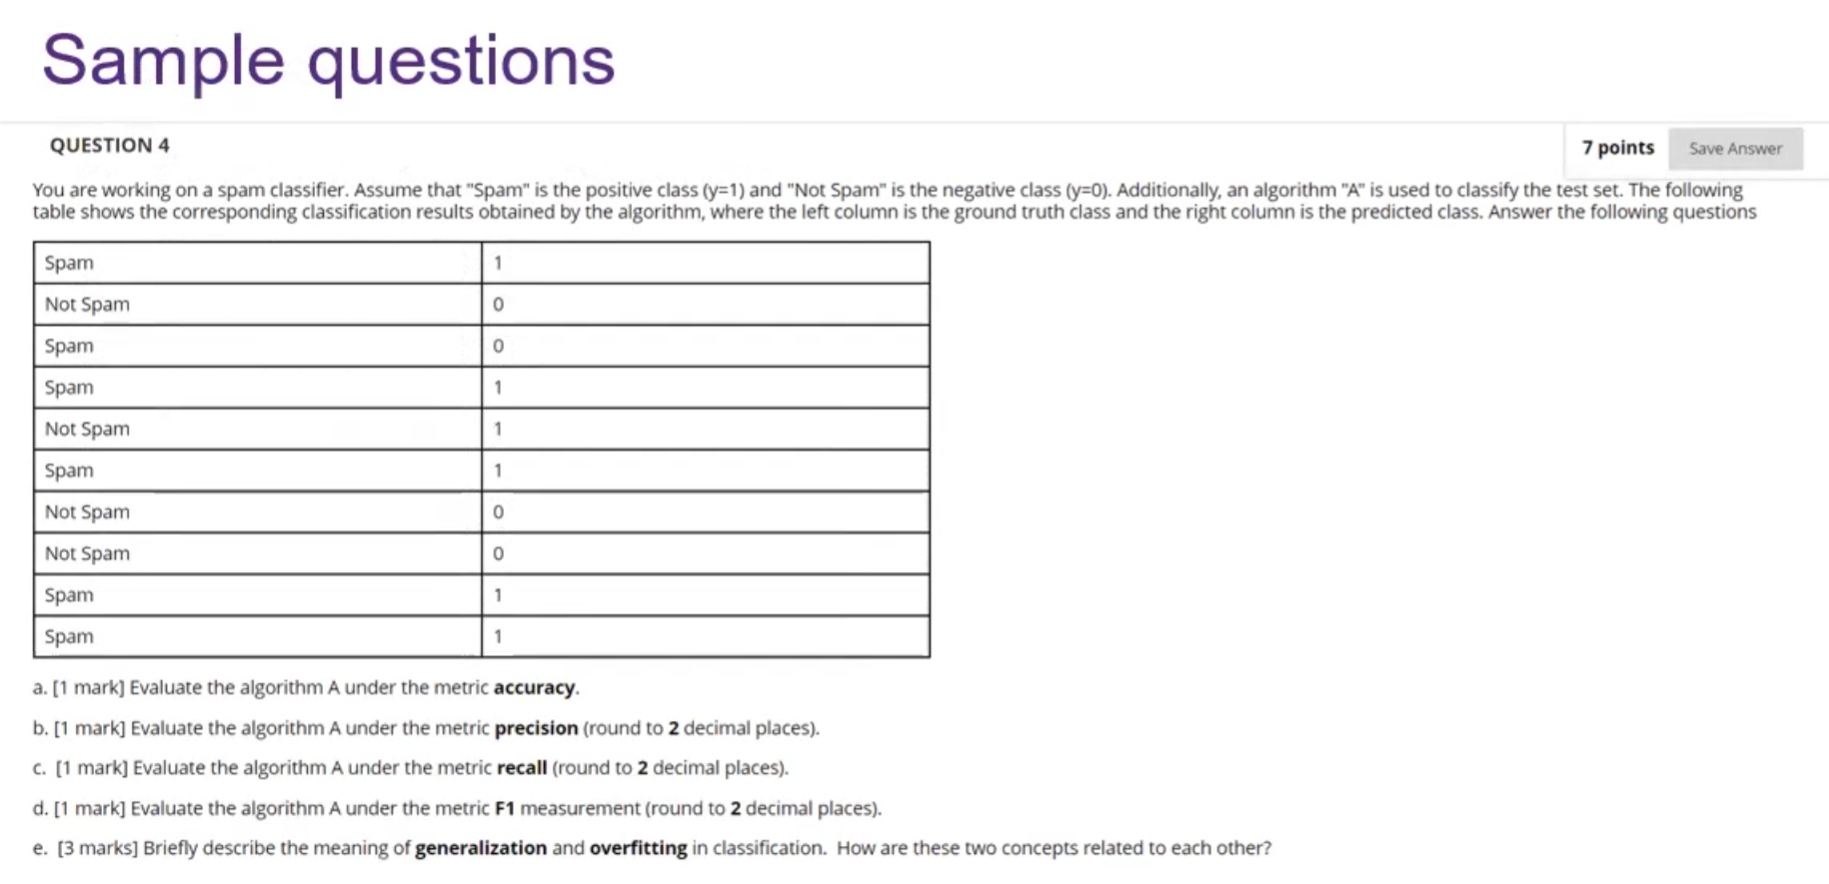 Sample questions
QUESTION 4
7 points
Save Answer
You are working on a spam classifier. Assume that "Spam" is the positive class (y=1) and "Not Spam" is the negative class (y=0). Additionally, an algorithm "A" is used to classify the test set. The following
table shows the corresponding classification results obtained by the algorithm, where the left column is the ground truth class and the right column is the predicted class. Answer the following questions
Spam 1
Not Spam 0
Spam 0
Spam 1
Not Spam 1
Spam 1
Not Spam 0
Not Spam 0
Spam 1
Spam 1
a. [1 mark] Evaluate the algorithm A under the metric accuracy.
b. [1 mark] Evaluate the algorithm A under the metric precision (round to 2 decimal places).
c. [1 mark] Evaluate the algorithm A under the metric recall (round to 2 decimal places).
d. [1 mark] Evaluate the algorithm A under the metric F1 measurement (round to 2 decimal places).
e. [3 marks] Briefly describe the meaning of generalization and overfitting in classification. How are these two concepts related to each other?